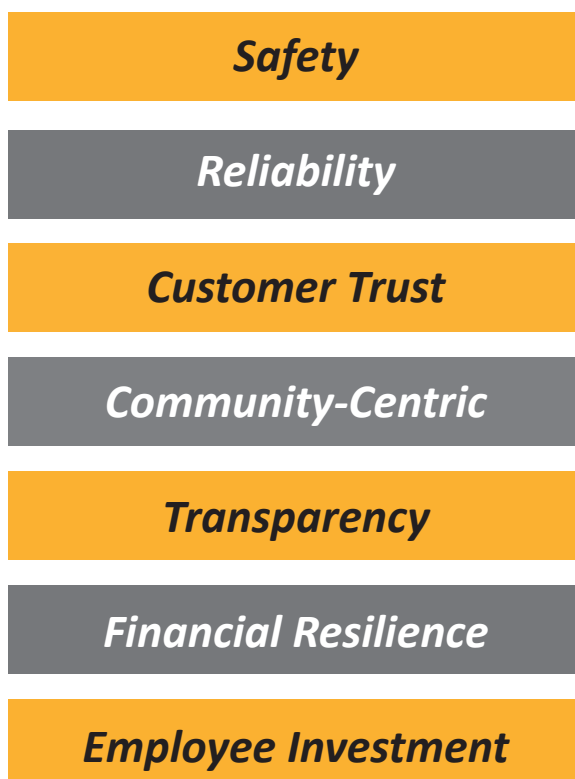 Safety
Reliability
Customer Trust
Community-Centric
Transparency
Financial Resilience
Employee Investment